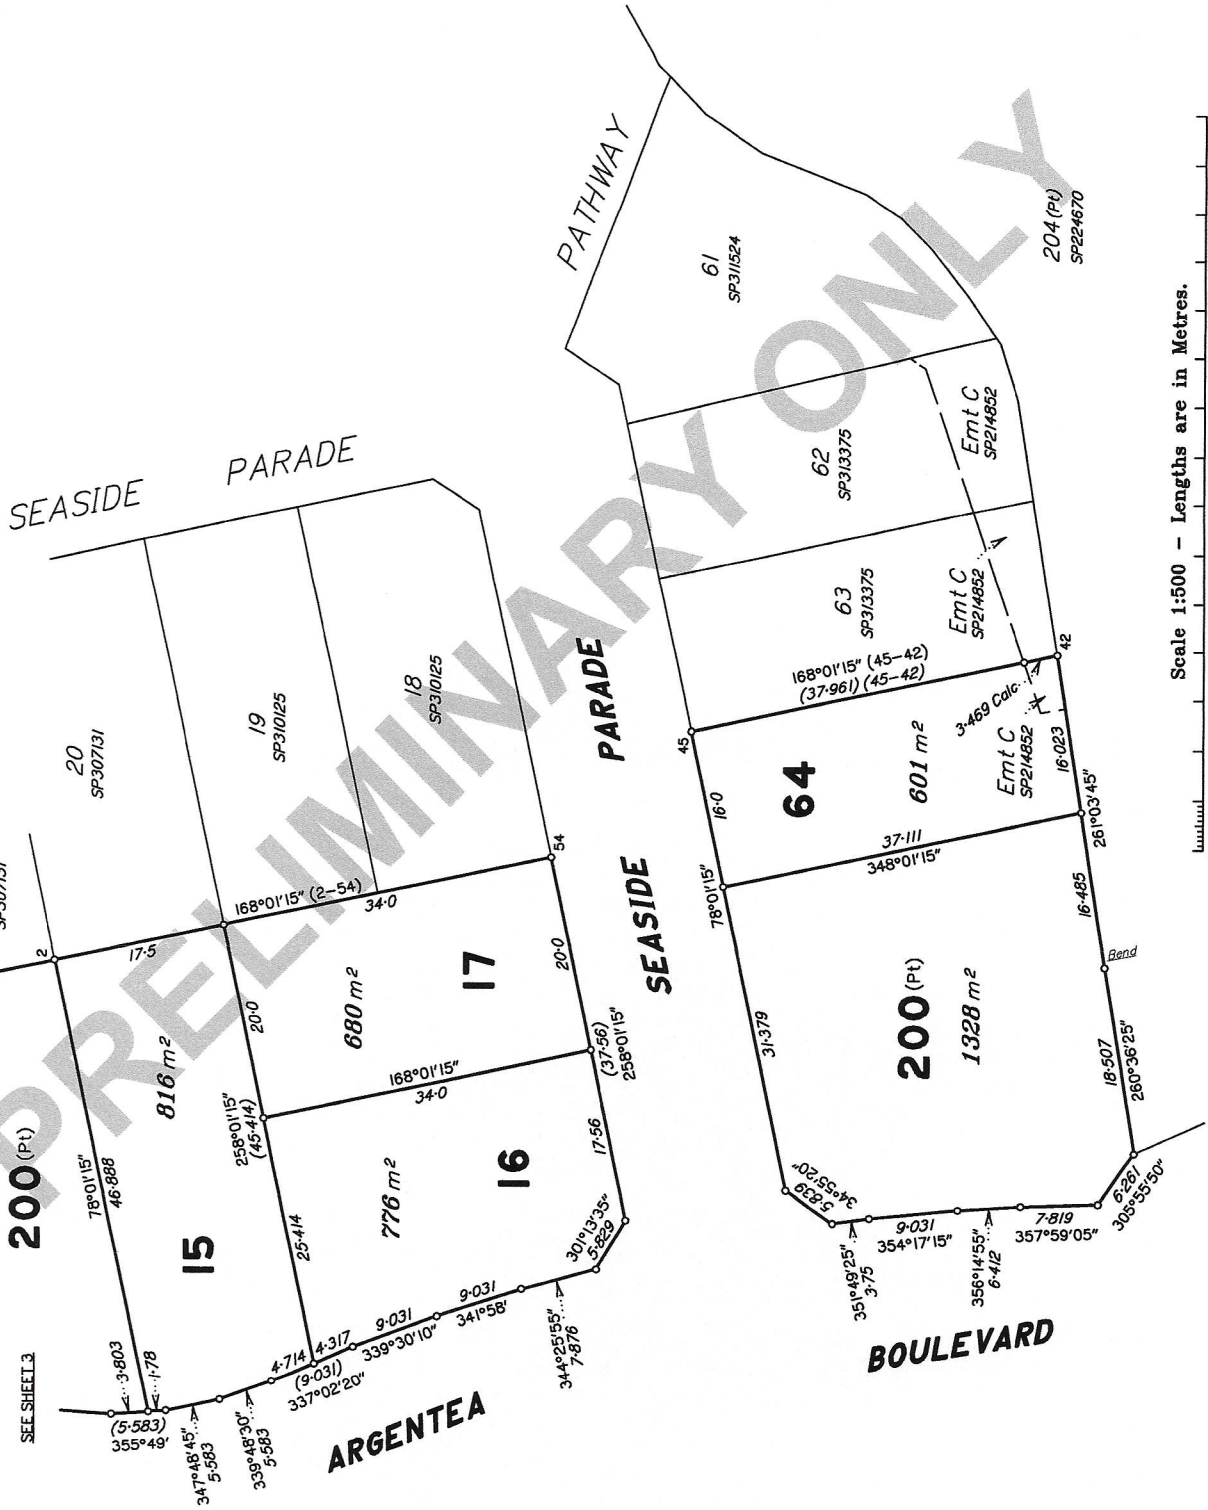 PRELIMINARY ONLY
SEE SHEET 3
SEASIDE PARADE
PATHWAY
SP307131
20
SP307131
19
SP310125
18
SP310125
61
SP311524
62
SP313375
63
SP313375
204(Pt)
SP224670
Emt C
SP214852
Emt C
SP214852
Emt C
SP214852
200(Pt)
78°01'15"
46·888
2
17·5
816 m²
15
3·803
1·78
(5·583)
355°49'
347°48'45"
5·583
339°48'30"
5·583
4·714
(9·031)
337°02'20"
4·317
9·031
339°30'10"
9·031
341°58'
344°25'55"
7·876
301°13'35"
5·829
25·414
258°01'15"
(45·414)
20·0
168°01'15" (2–54)
34·0
680 m²
17
168°01'15"
34·0
776 m²
16
17·56
20·0
(37·56)
258°01'15"
54
SEASIDE PARADE
45
16·0
78°01'15"
31·379
64
601 m²
168°01'15" (45–42)
(37·961) (45–42)
3·469 Calc.
42
16·023
261°03'45"
37·111
348°01'15"
16·485
Bend
18·507
260°36'25"
200(Pt)
1328 m²
5·839
34°55'20"
351°49'25"
3·75
9·031
354°17'15"
356°14'55"
6·412
7·819
357°59'05"
6·261
305°55'50"
ARGENTEA
BOULEVARD
Scale 1:500 – Lengths are in Metres.